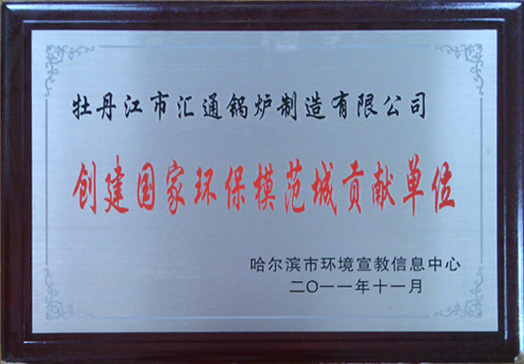 牡丹江市汇通锅炉制造有限公司
创建国家环保模范城贡献单位
哈尔滨市环境宣教信息中心
二〇一一年十一月